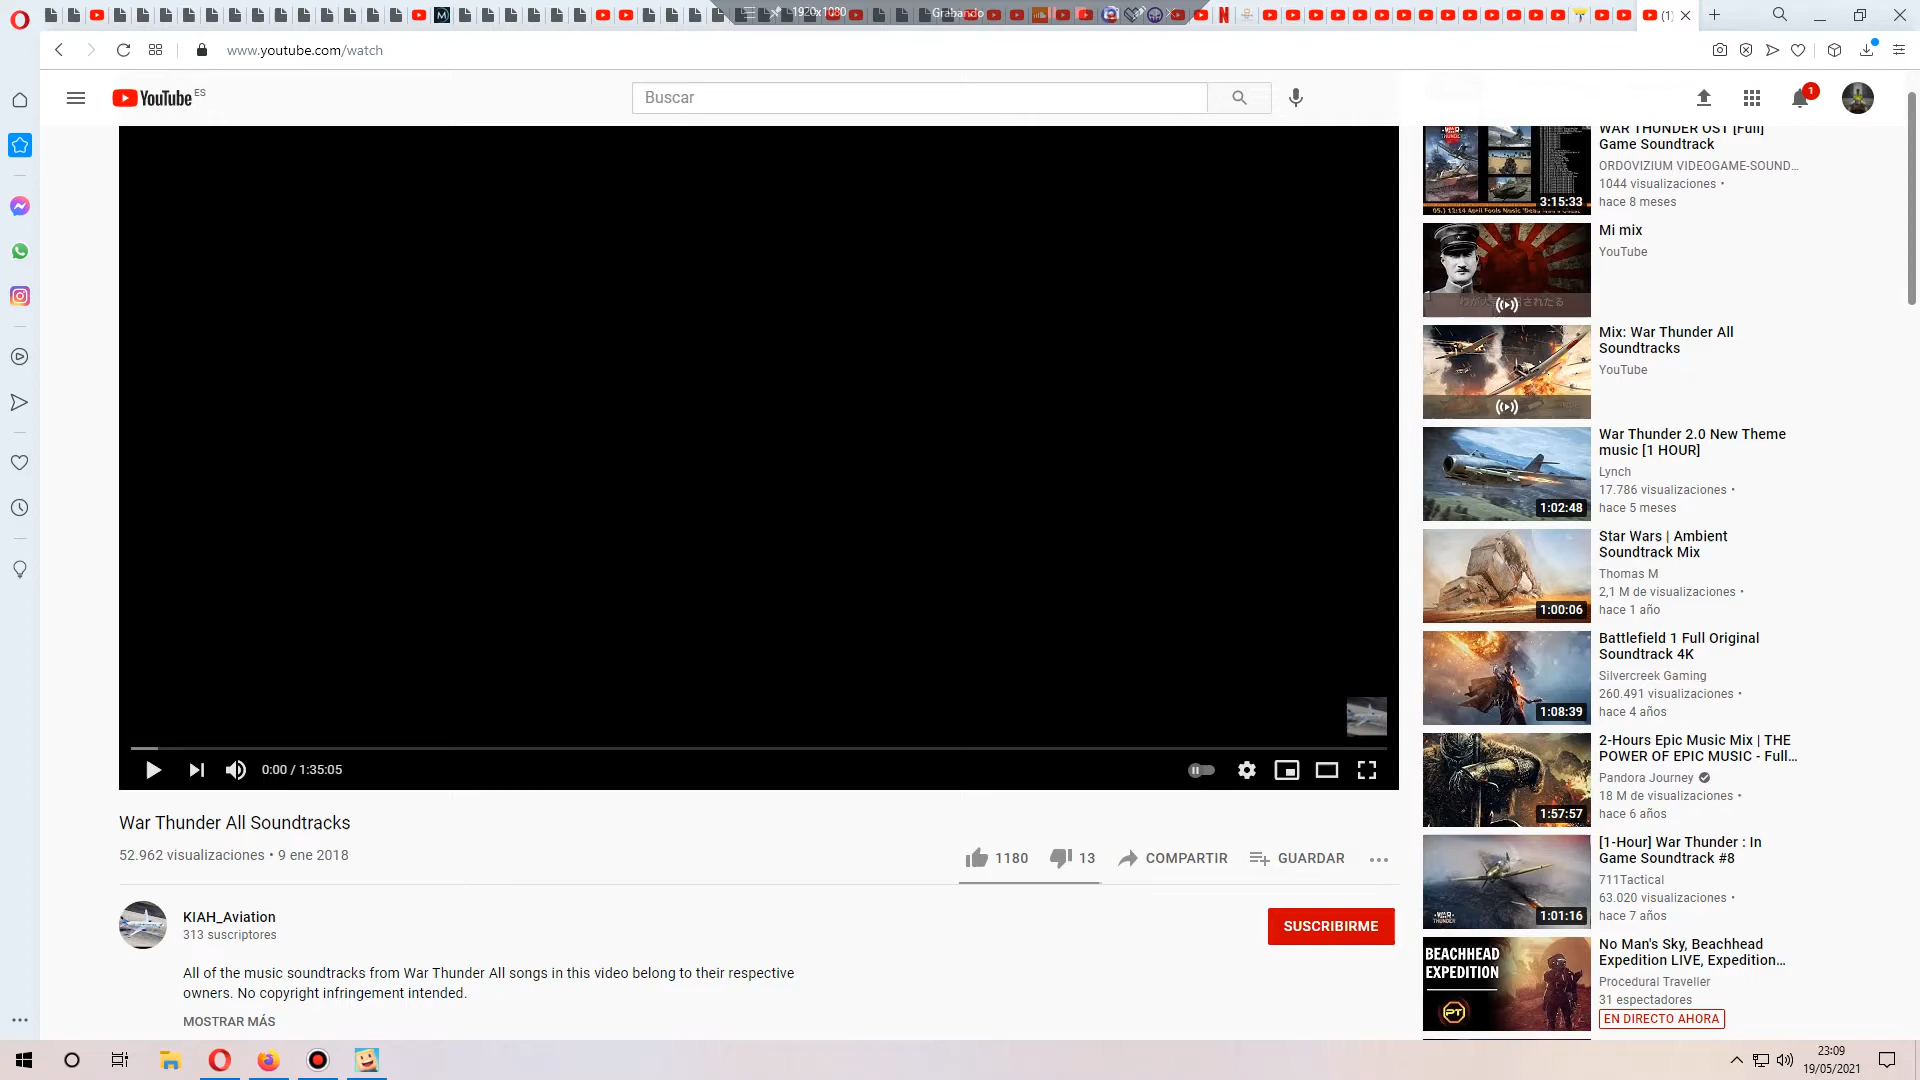 1920x1080
Grabando
(1)
www.youtube.com/watch
YouTube ES
Buscar
1
0:00 / 1:35:05
War Thunder All Soundtracks
52.962 visualizaciones • 9 ene 2018
1180
13
COMPARTIR
GUARDAR
KIAH_Aviation
313 suscriptores
SUSCRIBIRME
All of the music soundtracks from War Thunder All songs in this video belong to their respective
owners. No copyright infringement intended.
MOSTRAR MÁS
WAR THUNDER OST [Full]
Game Soundtrack
ORDOVIZIUM VIDEOGAME-SOUND...
1044 visualizaciones •
hace 8 meses
3:15:33
Mi mix
YouTube
Mix: War Thunder All
Soundtracks
YouTube
War Thunder 2.0 New Theme
music [1 HOUR]
Lynch
17.786 visualizaciones •
hace 5 meses
1:02:48
Star Wars | Ambient
Soundtrack Mix
Thomas M
2,1 M de visualizaciones •
hace 1 año
1:00:06
Battlefield 1 Full Original
Soundtrack 4K
Silvercreek Gaming
260.491 visualizaciones •
hace 4 años
1:08:39
2-Hours Epic Music Mix | THE
POWER OF EPIC MUSIC - Full...
Pandora Journey
18 M de visualizaciones •
hace 6 años
1:57:57
[1-Hour] War Thunder : In
Game Soundtrack #8
711Tactical
63.020 visualizaciones •
hace 7 años
WAR
THUNDER
1:01:16
BEACHHEAD
EXPEDITION
PT
No Man's Sky, Beachhead
Expedition LIVE, Expedition...
Procedural Traveller
31 espectadores
EN DIRECTO AHORA
23:09
19/05/2021